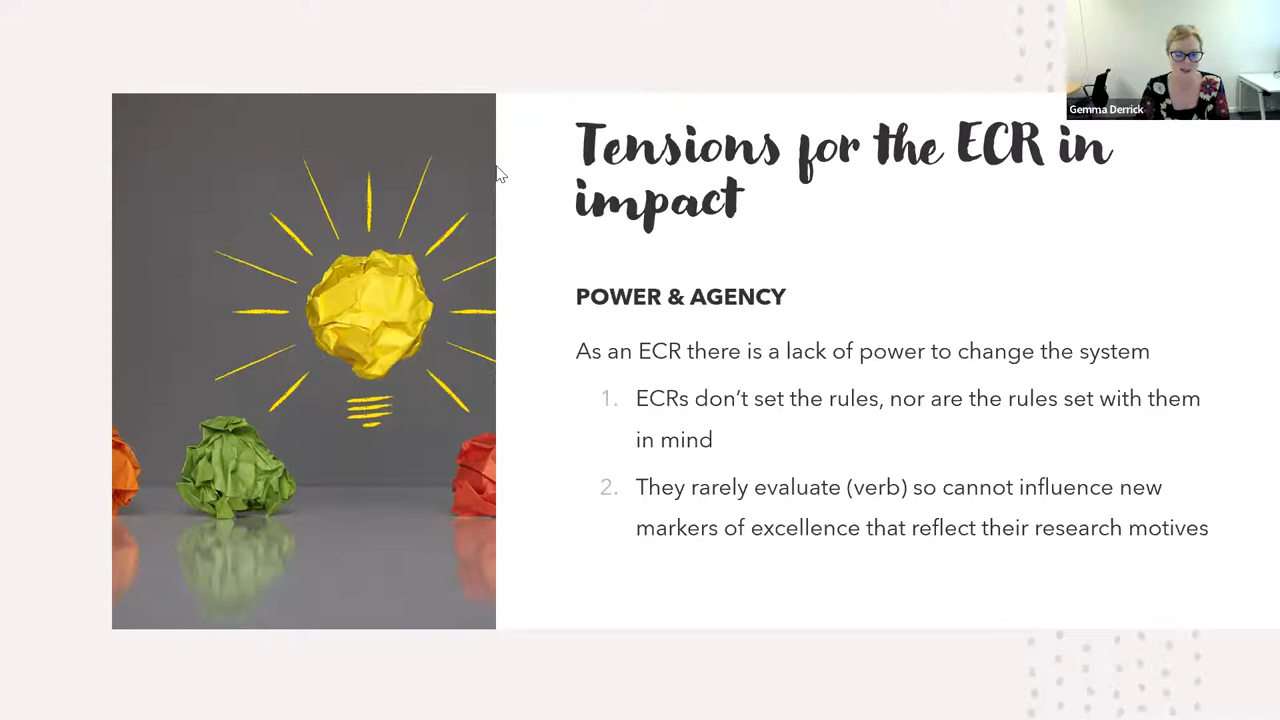 Gemma Derrick
Tensions for the ECR in
impact
POWER & AGENCY
As an ECR there is a lack of power to change the system
1. ECRs don’t set the rules, nor are the rules set with them
in mind
2. They rarely evaluate (verb) so cannot influence new
markers of excellence that reflect their research motives